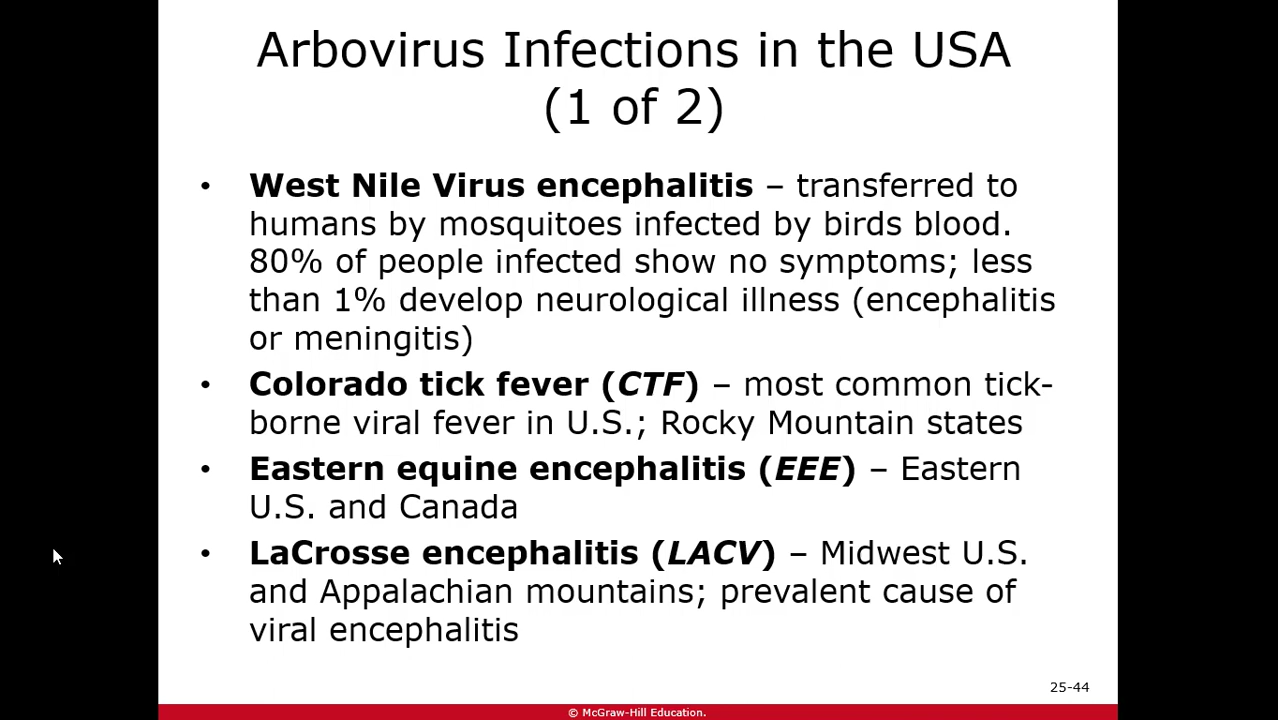 Arbovirus Infections in the USA
(1 of 2)
• West Nile Virus encephalitis – transferred to
humans by mosquitoes infected by birds blood.
80% of people infected show no symptoms; less
than 1% develop neurological illness (encephalitis
or meningitis)
• Colorado tick fever (CTF) – most common tick-
borne viral fever in U.S.; Rocky Mountain states
• Eastern equine encephalitis (EEE) – Eastern
U.S. and Canada
• LaCrosse encephalitis (LACV) – Midwest U.S.
and Appalachian mountains; prevalent cause of
viral encephalitis
25-44
© McGraw-Hill Education.